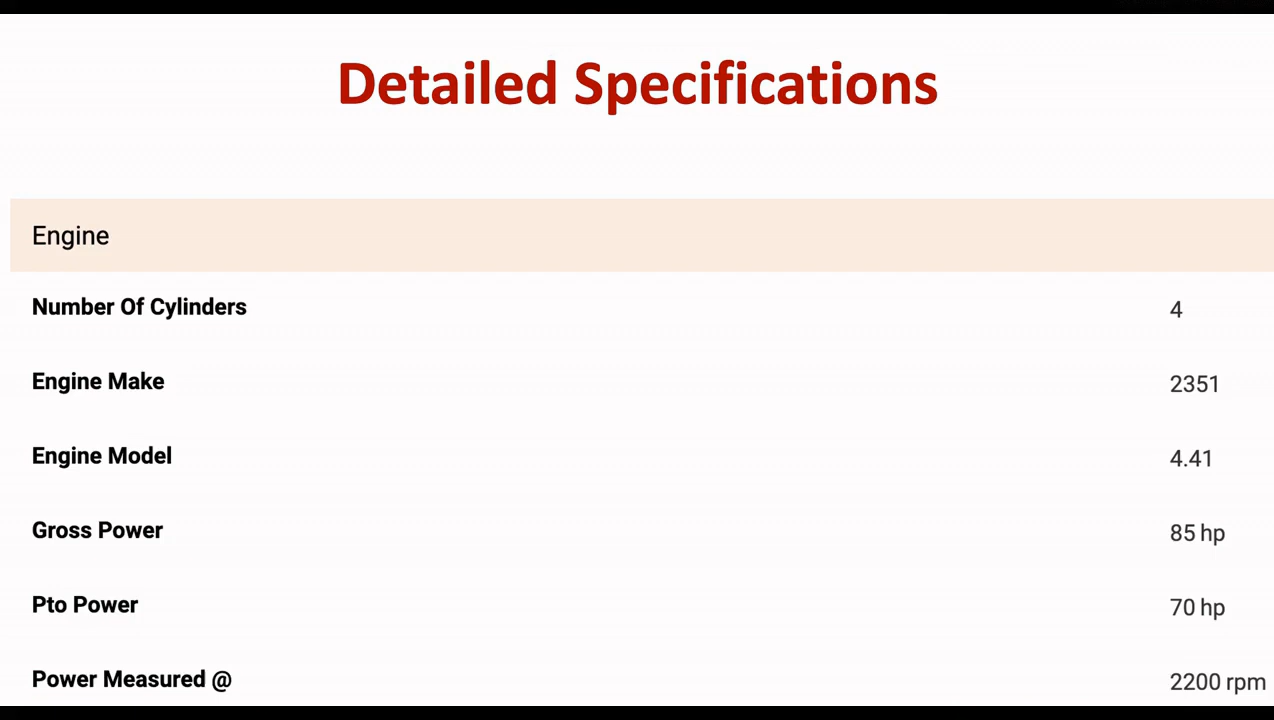 Detailed Specifications
Engine
Number Of Cylinders 4
Engine Make 2351
Engine Model 4.41
Gross Power 85 hp
Pto Power 70 hp
Power Measured @ 2200 rpm